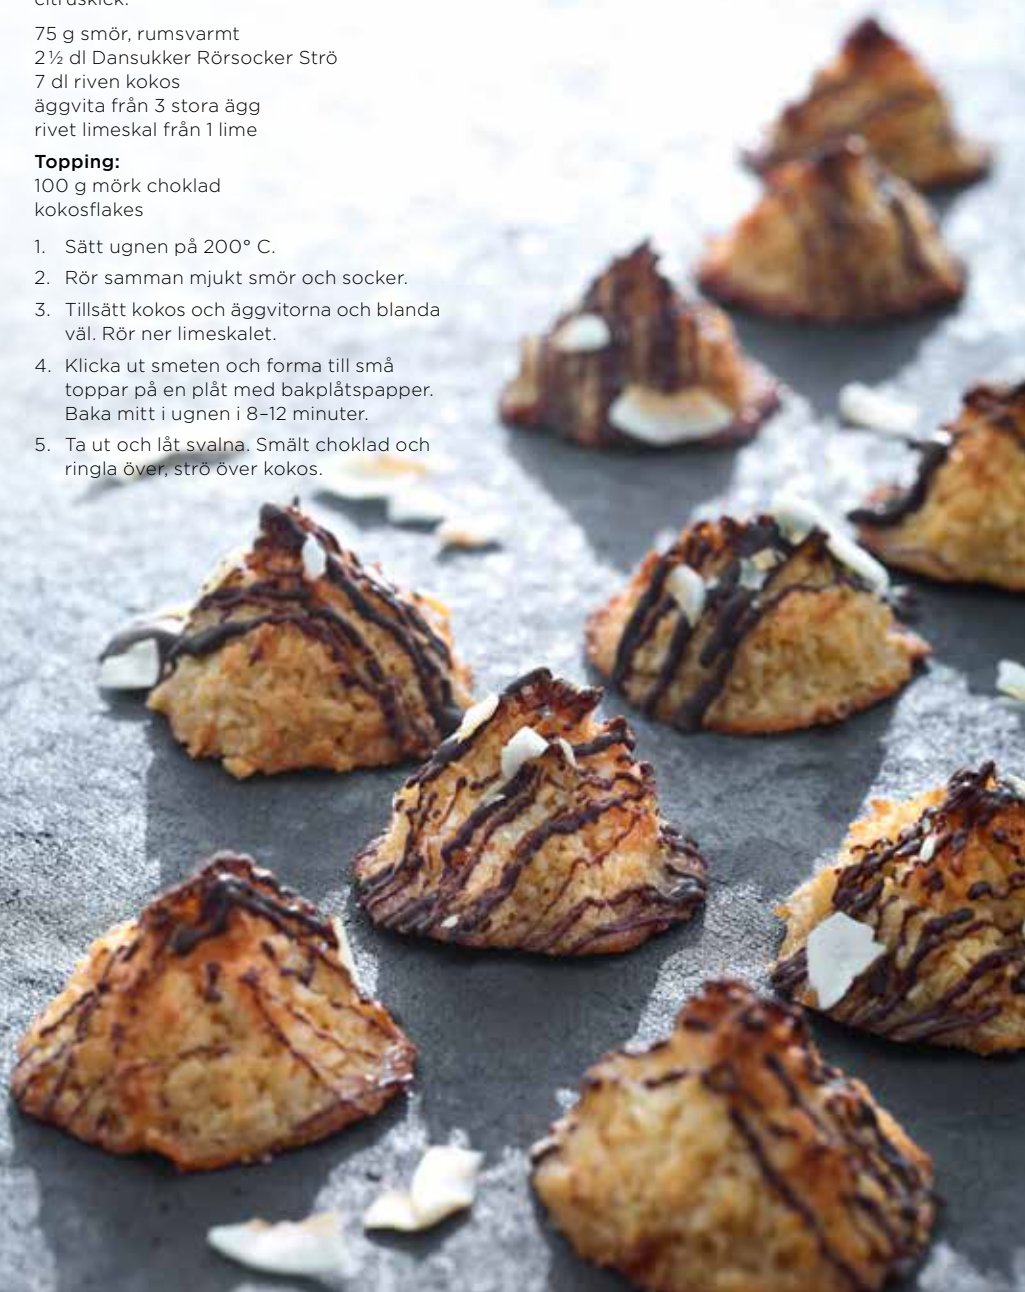 citruskick.
75 g smör, rumsvarmt
2 ½ dl Dansukker Rörsocker Strö
7 dl riven kokos
äggvita från 3 stora ägg
rivet limeskal från 1 lime
Topping:
100 g mörk choklad
kokosflakes
1. Sätt ugnen på 200° C.
2. Rör samman mjukt smör och socker.
3. Tillsätt kokos och äggvitorna och blanda
väl. Rör ner limeskalet.
4. Klicka ut smeten och forma till små
toppar på en plåt med bakplåtspapper.
Baka mitt i ugnen i 8–12 minuter.
5. Ta ut och låt svalna. Smält choklad och
ringla över, strö över kokos.